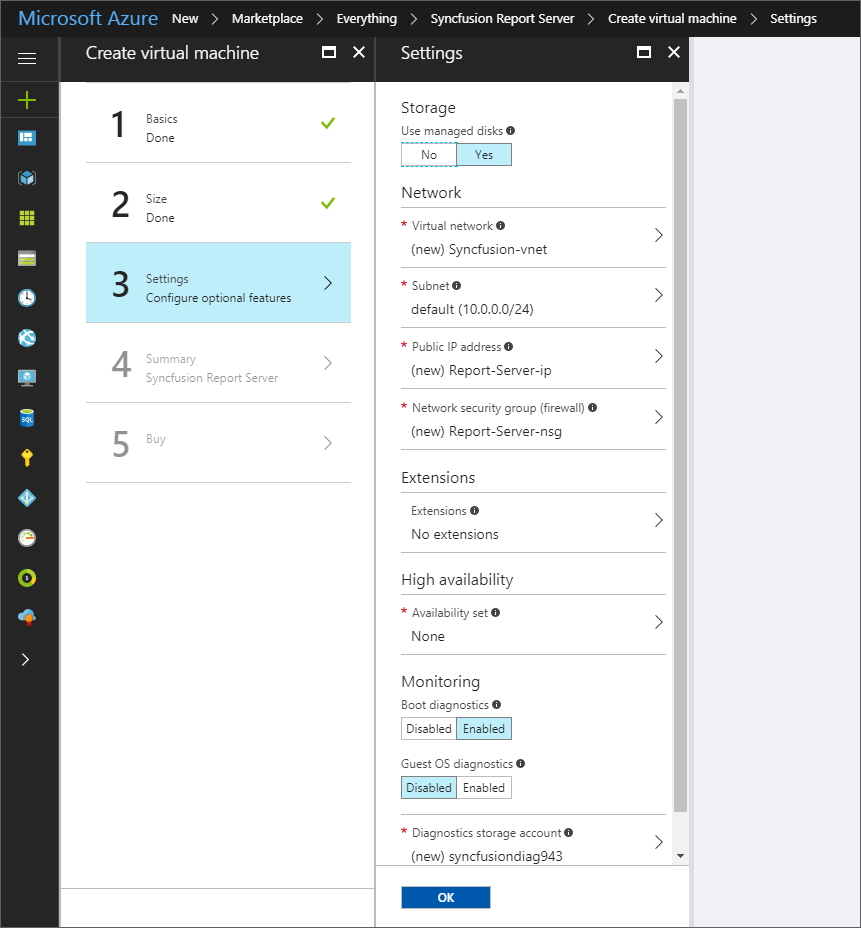 Microsoft Azure New Marketplace Everything Syncfusion Report Server Create virtual machine Settings
Create virtual machine
1
Basics
Done
2
Size
Done
3
Settings
Configure optional features
4
Summary
Syncfusion Report Server
5
Buy
SQL
Settings
Storage
Use managed disks
No Yes
Network
* Virtual network
(new) Syncfusion-vnet
* Subnet
default (10.0.0.0/24)
* Public IP address
(new) Report-Server-ip
* Network security group (firewall)
(new) Report-Server-nsg
Extensions
Extensions
No extensions
High availability
* Availability set
None
Monitoring
Boot diagnostics
Disabled Enabled
Guest OS diagnostics
Disabled Enabled
* Diagnostics storage account
(new) syncfusiondiag943
OK